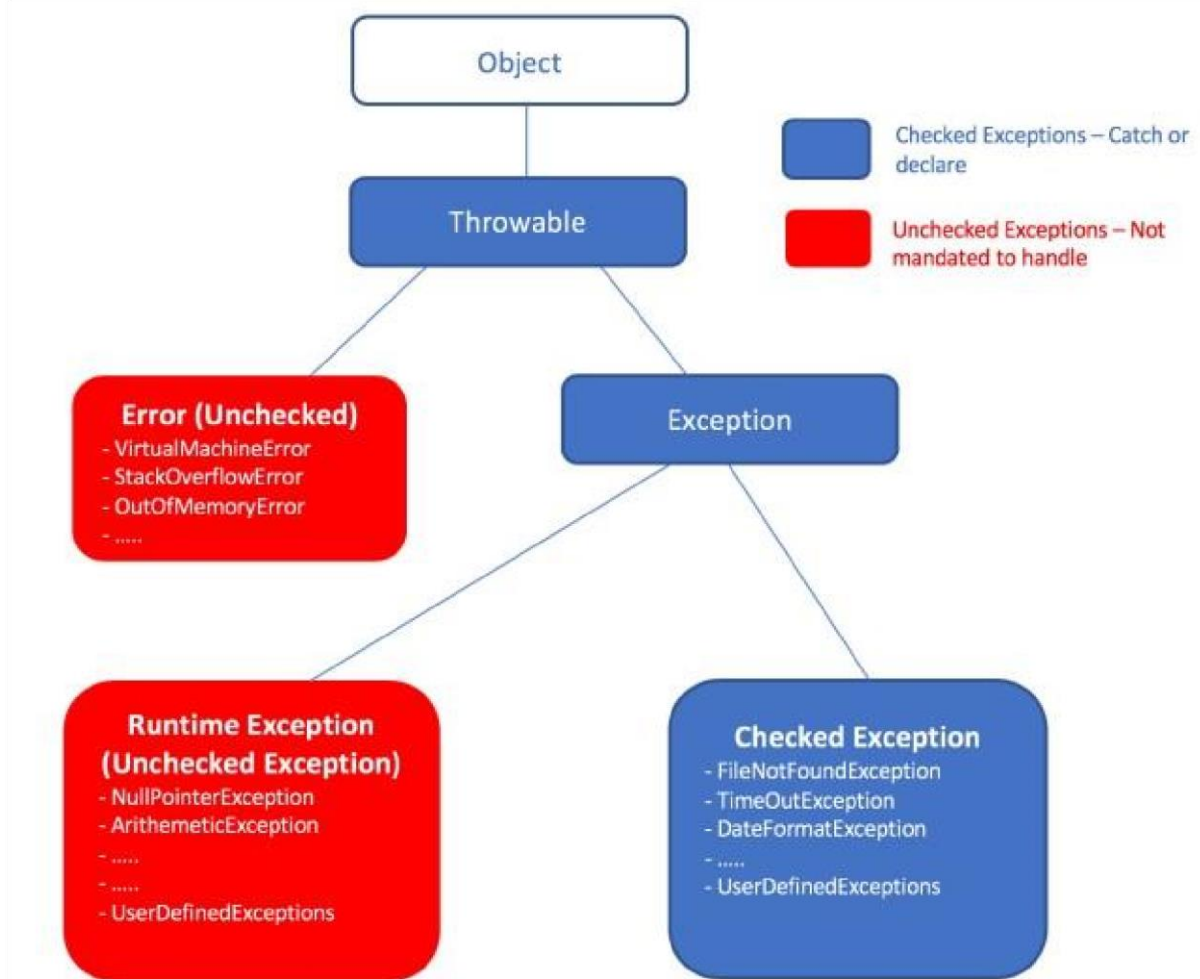 Object
Checked Exceptions – Catch or
declare
Throwable
Unchecked Exceptions – Not
mandated to handle
Error (Unchecked)
- VirtualMachineError
- StackOverflowError
- OutOfMemoryError
- .....
Exception
Runtime Exception
(Unchecked Exception)
- NullPointerException
- ArithemeticException
- .....
- .....
- UserDefinedExceptions
Checked Exception
- FileNotFoundException
- TimeOutException
- DateFormatException
- .....
- UserDefinedExceptions